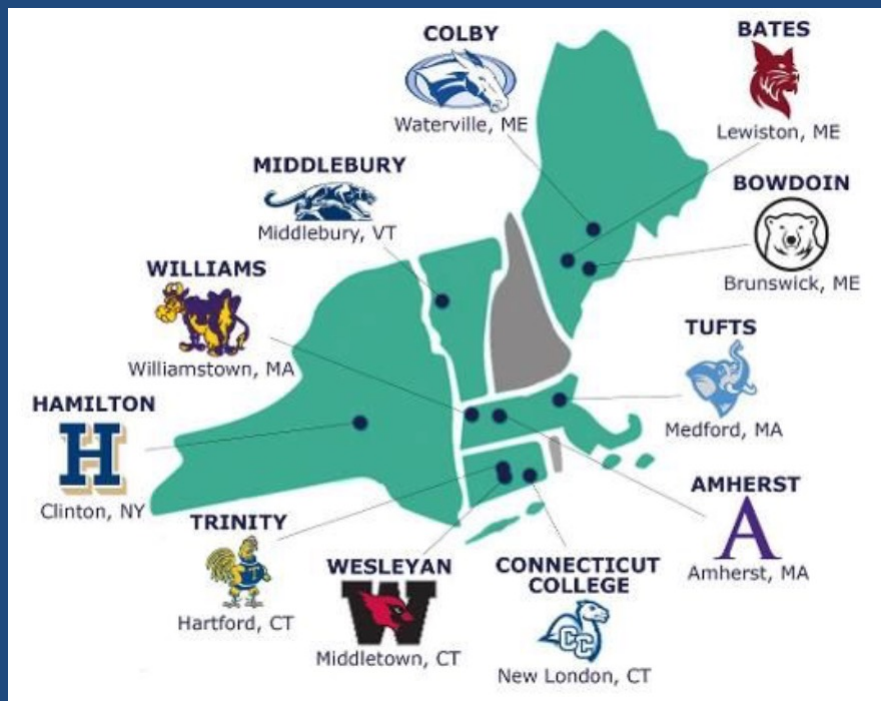 COLBY
Waterville, ME
BATES
Lewiston, ME
MIDDLEBURY
Middlebury, VT
BOWDOIN
Brunswick, ME
WILLIAMS
Williamstown, MA
TUFTS
Medford, MA
HAMILTON
H
Clinton, NY
AMHERST
A
Amherst, MA
TRINITY
T
Hartford, CT
WESLEYAN
W
Middletown, CT
CONNECTICUT
COLLEGE
CC
New London, CT